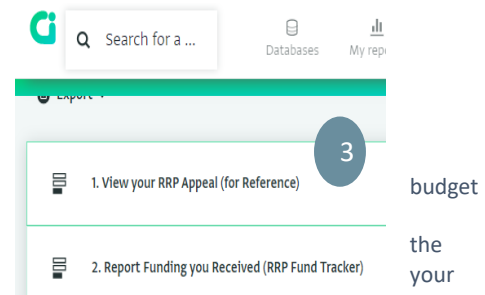 Search for a ...
Databases
My repo
Export
3
1. View your RRP Appeal (for Reference)
budget
2. Report Funding you Received (RRP Fund Tracker)
the
your